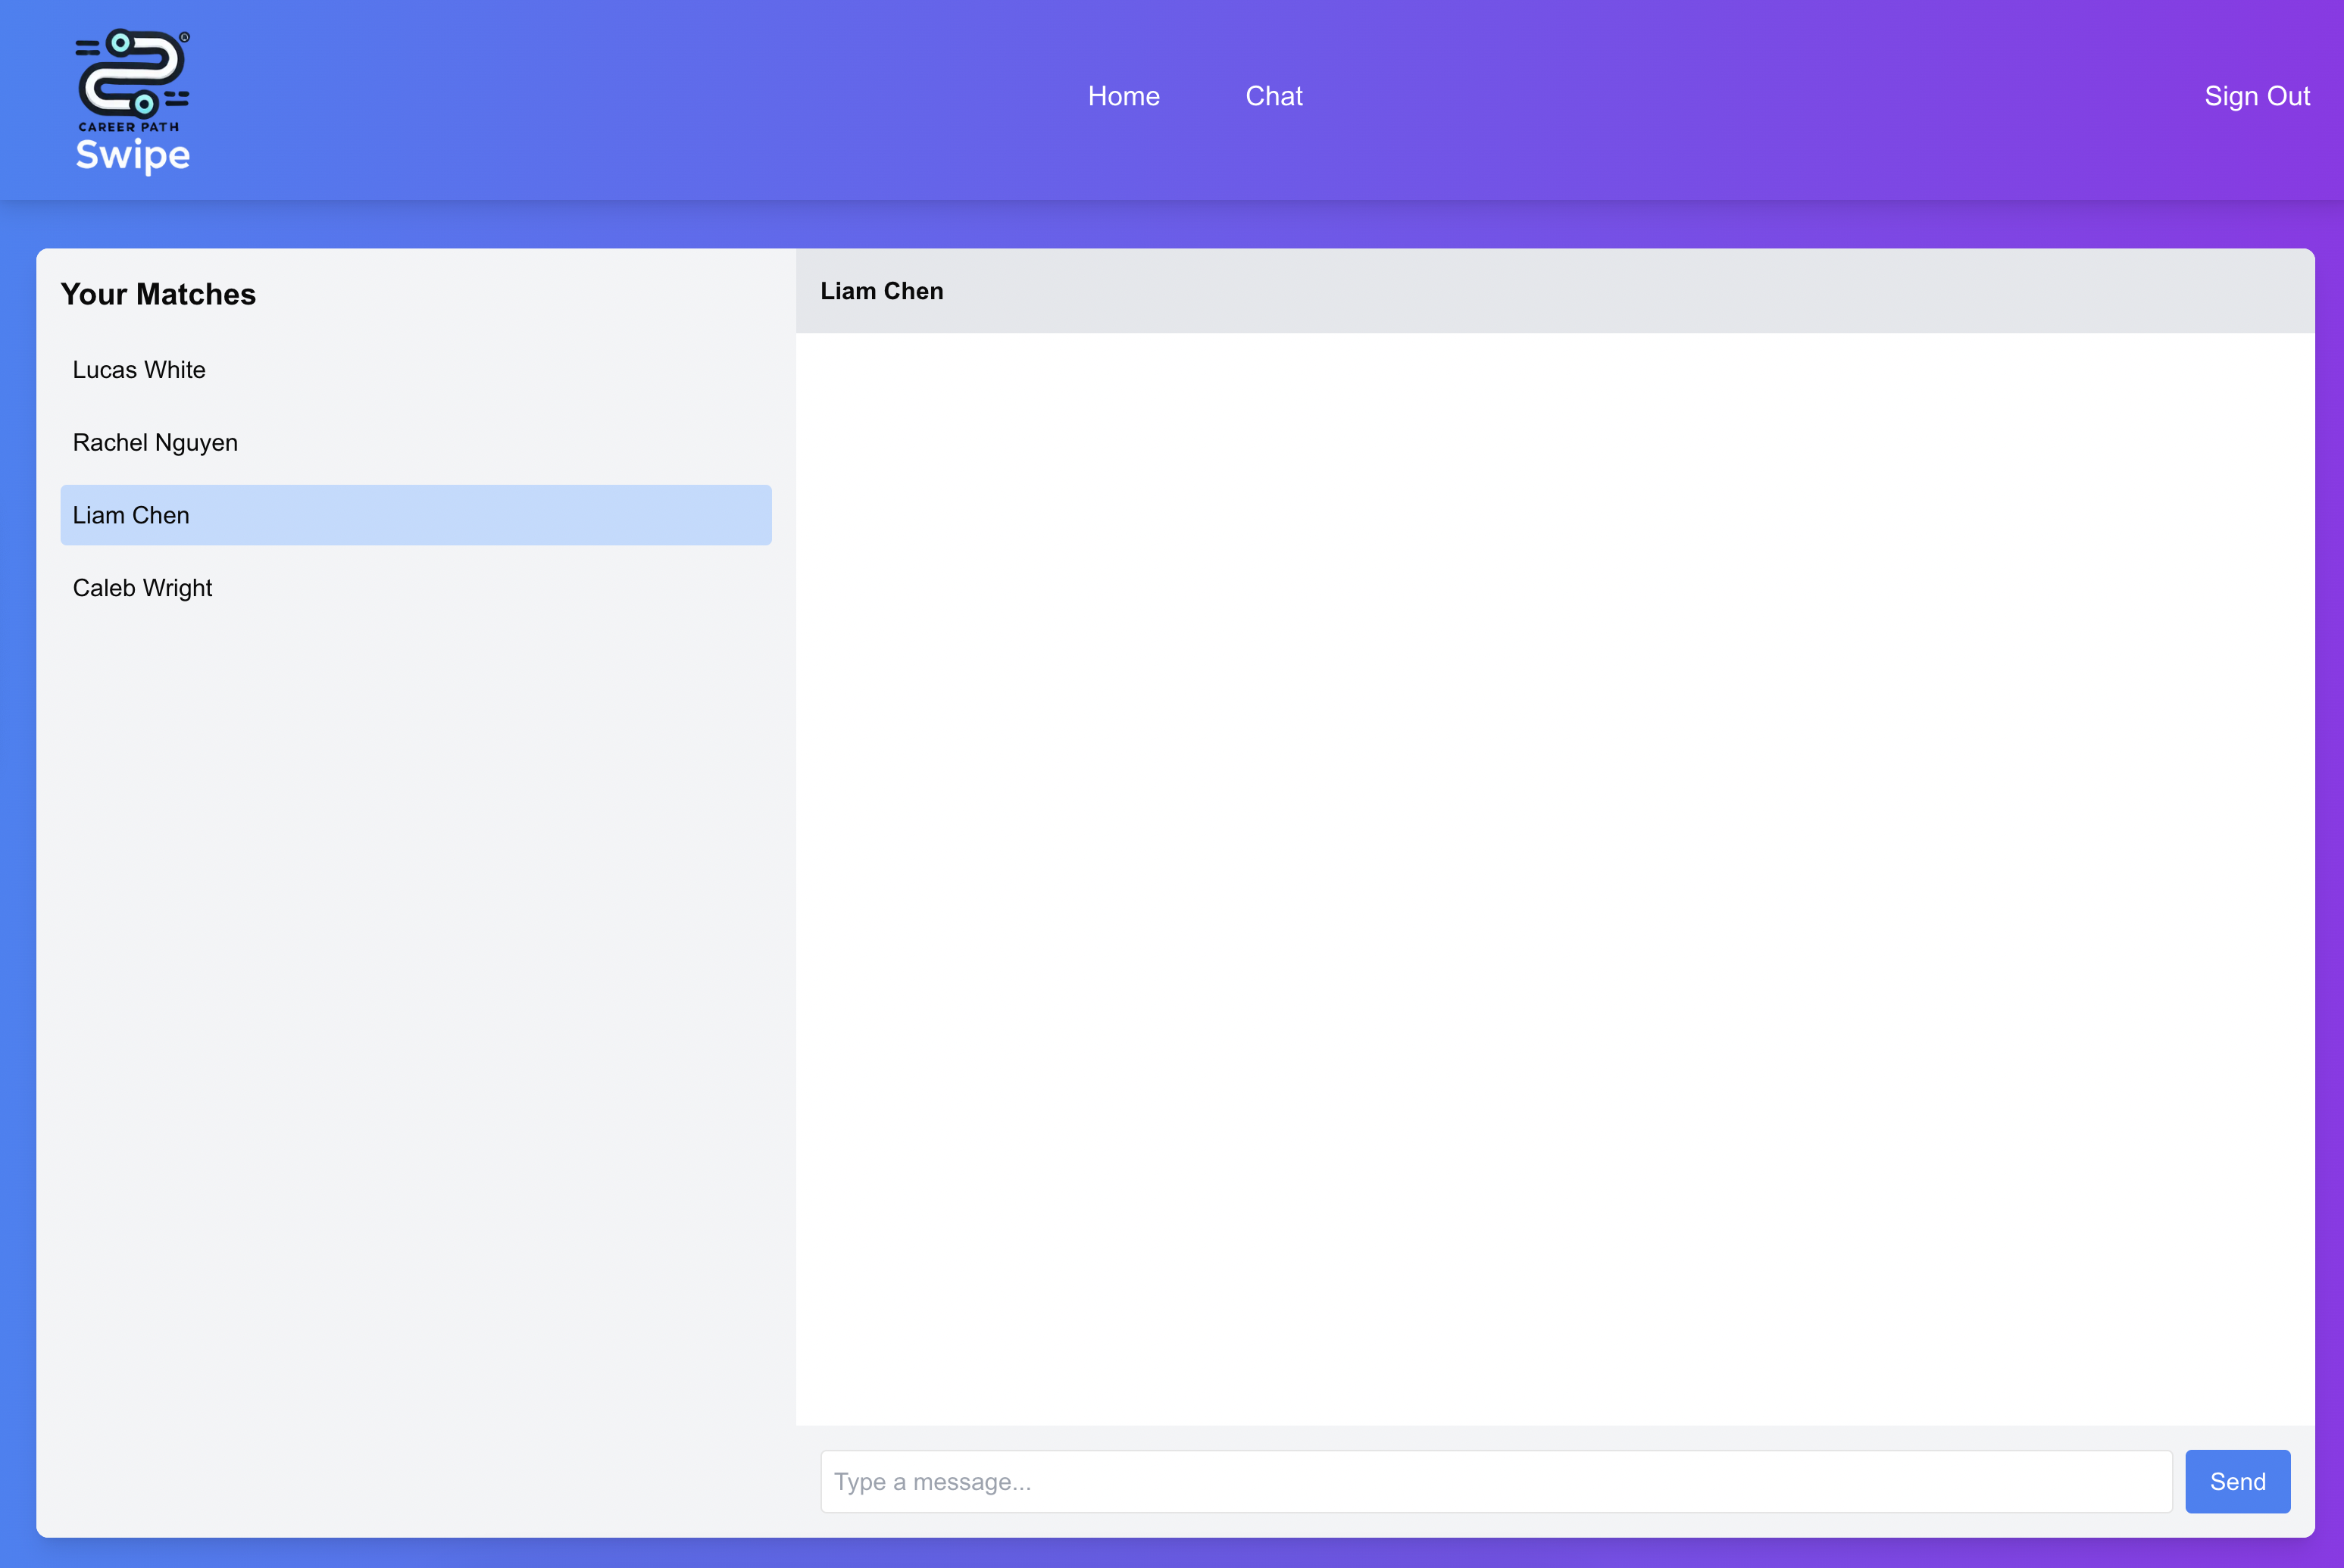 CAREER PATH
Swipe
Home
Chat
Sign Out
Your Matches
Lucas White
Rachel Nguyen
Liam Chen
Caleb Wright
Liam Chen
Type a message...
Send